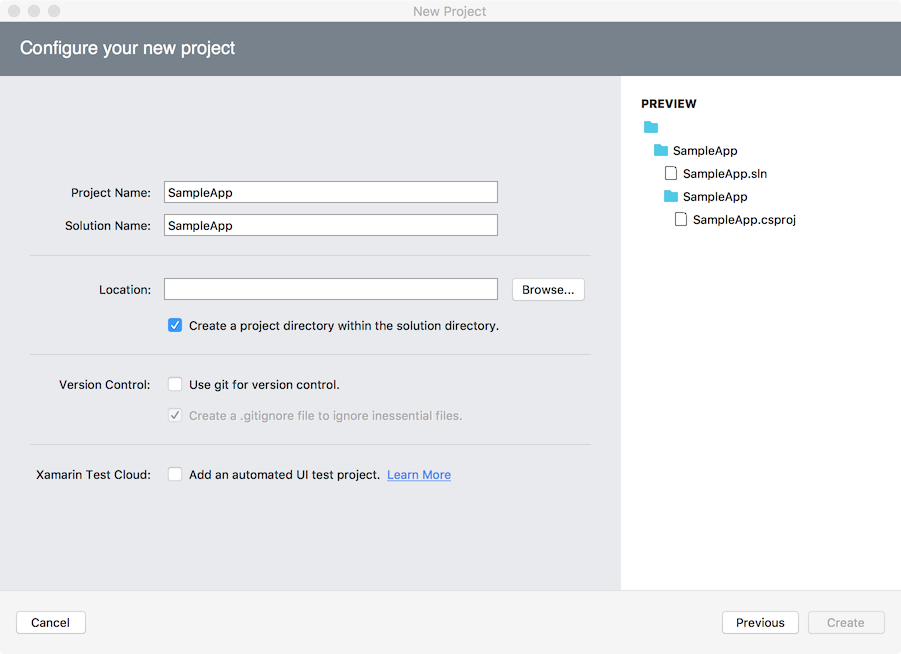 New Project
Configure your new project
Project Name: SampleApp
Solution Name: SampleApp
Location: Browse...
Create a project directory within the solution directory.
Version Control: Use git for version control.
Create a .gitignore file to ignore inessential files.
Xamarin Test Cloud: Add an automated UI test project. Learn More
PREVIEW
SampleApp
SampleApp.sln
SampleApp
SampleApp.csproj
Cancel
Previous
Create